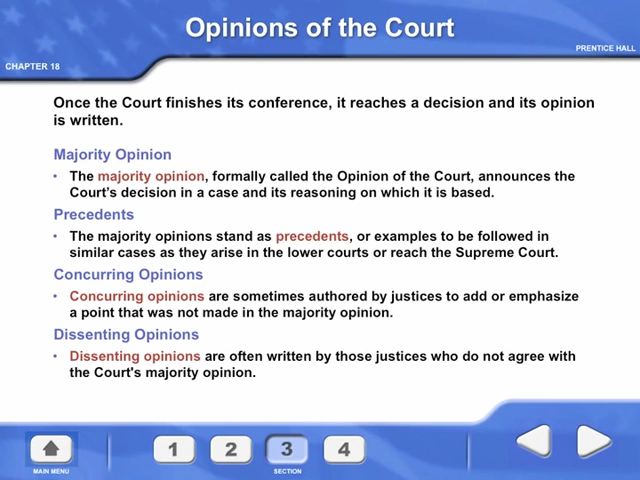 Opinions of the Court
PRENTICE HALL
CHAPTER 18
Once the Court finishes its conference, it reaches a decision and its opinion
is written.
Majority Opinion
• The majority opinion, formally called the Opinion of the Court, announces the
Court’s decision in a case and its reasoning on which it is based.
Precedents
• The majority opinions stand as precedents, or examples to be followed in
similar cases as they arise in the lower courts or reach the Supreme Court.
Concurring Opinions
• Concurring opinions are sometimes authored by justices to add or emphasize
a point that was not made in the majority opinion.
Dissenting Opinions
• Dissenting opinions are often written by those justices who do not agree with
the Court's majority opinion.
1 2 3 4
MAIN MENU
SECTION